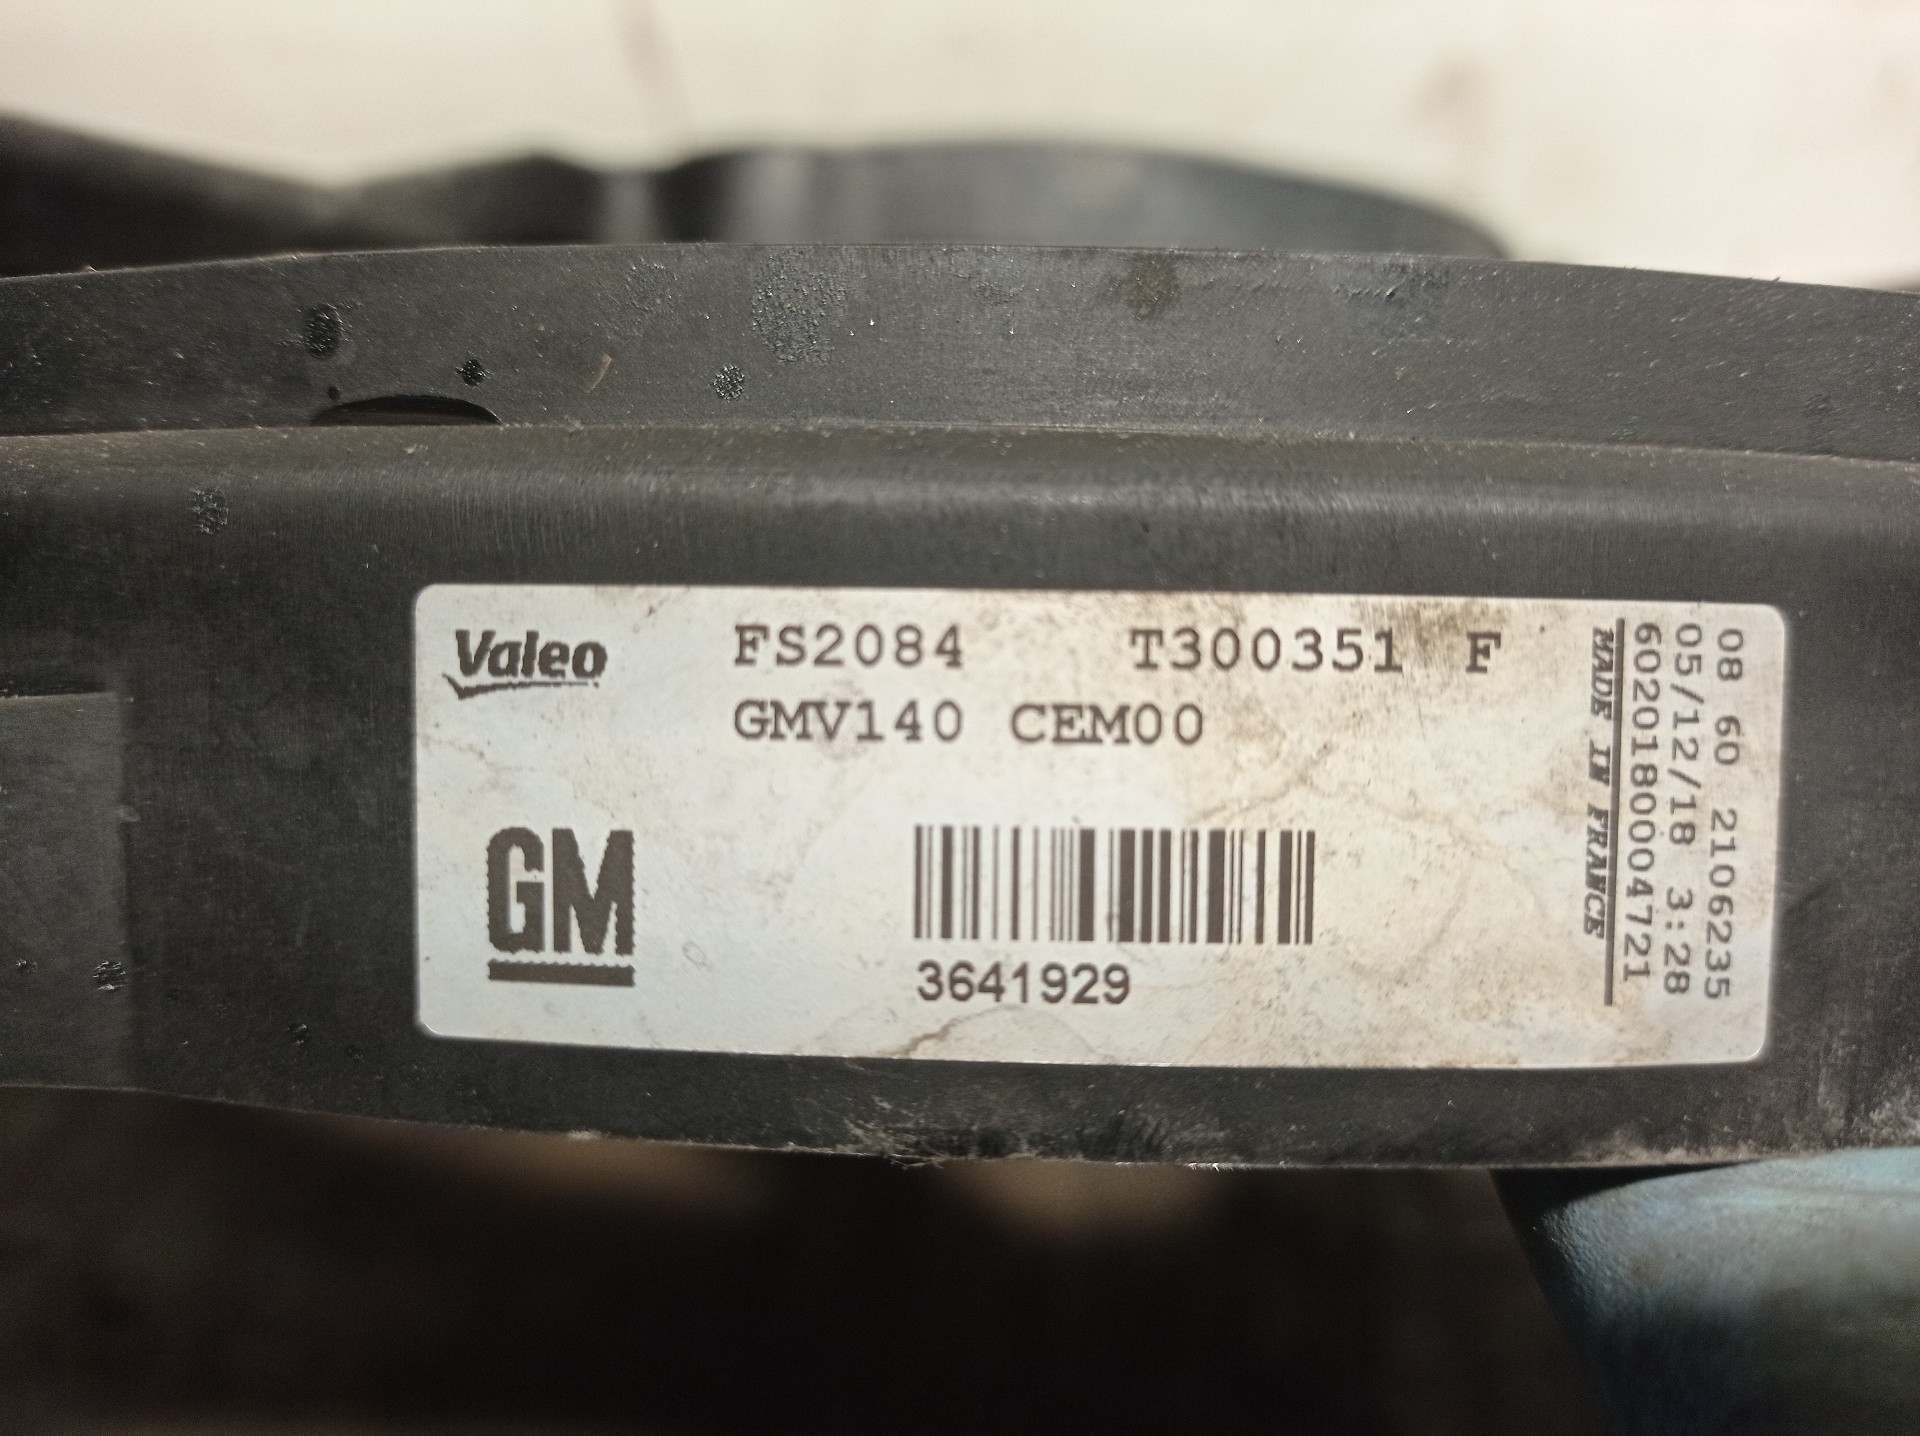 Valeo
FS2084 T300351 F
GMV140 CEM00
GM
3641929
08 60 2106235
05/12/18 3:28
6020180004721
MADE IN FRANCE